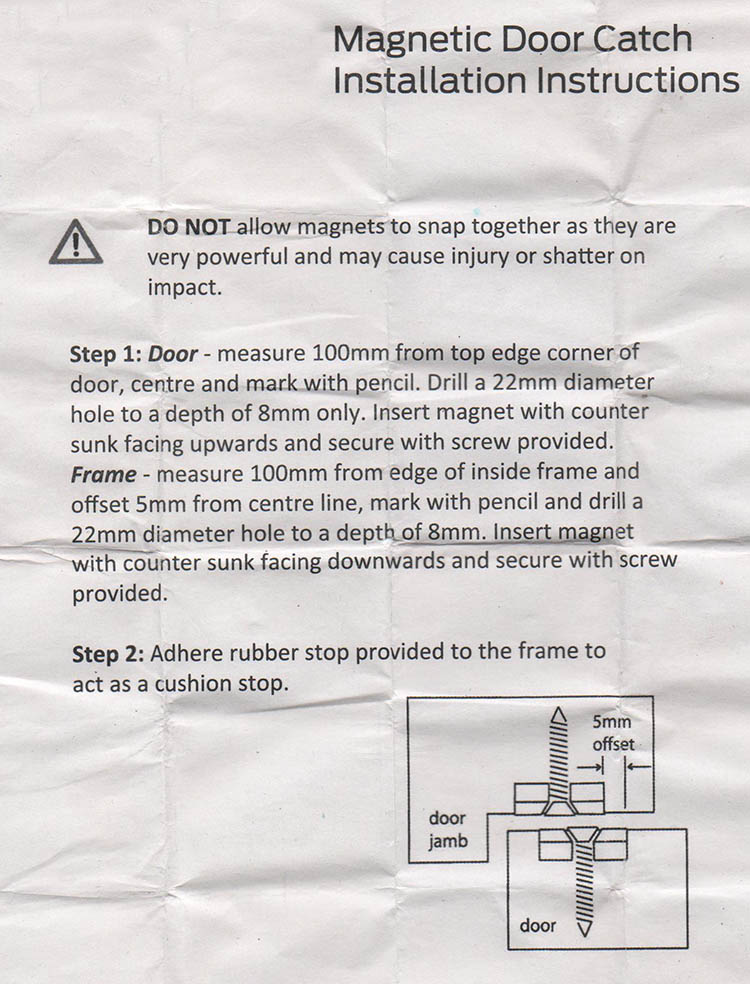 Magnetic Door Catch
Installation Instructions
DO NOT allow magnets to snap together as they are
very powerful and may cause injury or shatter on
impact.
Step 1: Door - measure 100mm from top edge corner of
door, centre and mark with pencil. Drill a 22mm diameter
hole to a depth of 8mm only. Insert magnet with counter
sunk facing upwards and secure with screw provided.
Frame - measure 100mm from edge of inside frame and
offset 5mm from centre line, mark with pencil and drill a
22mm diameter hole to a depth of 8mm. Insert magnet
with counter sunk facing downwards and secure with screw
provided.
Step 2: Adhere rubber stop provided to the frame to
act as a cushion stop.
5mm
offset
door
jamb
door